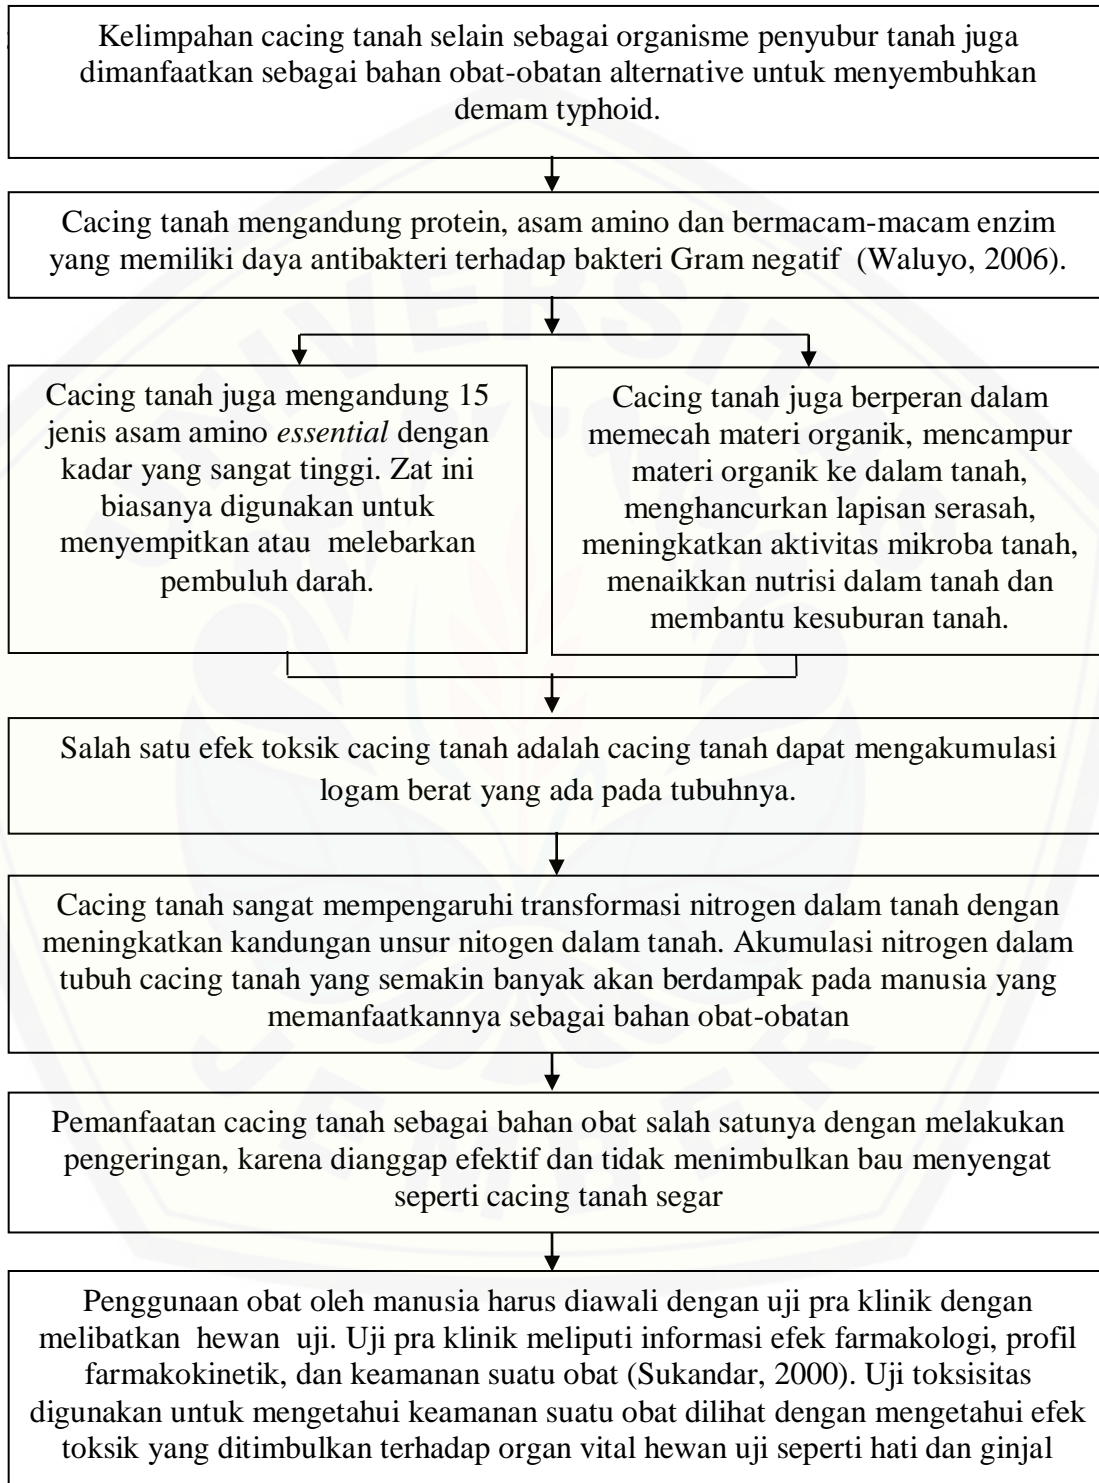 Kelimpahan cacing tanah selain sebagai organisme penyubur tanah juga
dimanfaatkan sebagai bahan obat-obatan alternative untuk menyembuhkan
demam typhoid.
Cacing tanah mengandung protein, asam amino dan bermacam-macam enzim
yang memiliki daya antibakteri terhadap bakteri Gram negatif (Waluyo, 2006).
Cacing tanah juga mengandung 15
jenis asam amino essential dengan
kadar yang sangat tinggi. Zat ini
biasanya digunakan untuk
menyempitkan atau melebarkan
pembuluh darah.
Cacing tanah juga berperan dalam
memecah materi organik, mencampur
materi organik ke dalam tanah,
menghancurkan lapisan serasah,
meningkatkan aktivitas mikroba tanah,
menaikkan nutrisi dalam tanah dan
membantu kesuburan tanah.
Salah satu efek toksik cacing tanah adalah cacing tanah dapat mengakumulasi
logam berat yang ada pada tubuhnya.
Cacing tanah sangat mempengaruhi transformasi nitrogen dalam tanah dengan
meningkatkan kandungan unsur nitogen dalam tanah. Akumulasi nitrogen dalam
tubuh cacing tanah yang semakin banyak akan berdampak pada manusia yang
memanfaatkannya sebagai bahan obat-obatan
Pemanfaatan cacing tanah sebagai bahan obat salah satunya dengan melakukan
pengeringan, karena dianggap efektif dan tidak menimbulkan bau menyengat
seperti cacing tanah segar
Penggunaan obat oleh manusia harus diawali dengan uji pra klinik dengan
melibatkan hewan uji. Uji pra klinik meliputi informasi efek farmakologi, profil
farmakokinetik, dan keamanan suatu obat (Sukandar, 2000). Uji toksisitas
digunakan untuk mengetahui keamanan suatu obat dilihat dengan mengetahui efek
toksik yang ditimbulkan terhadap organ vital hewan uji seperti hati dan ginjal
UNIVERSITAS
JEMBER